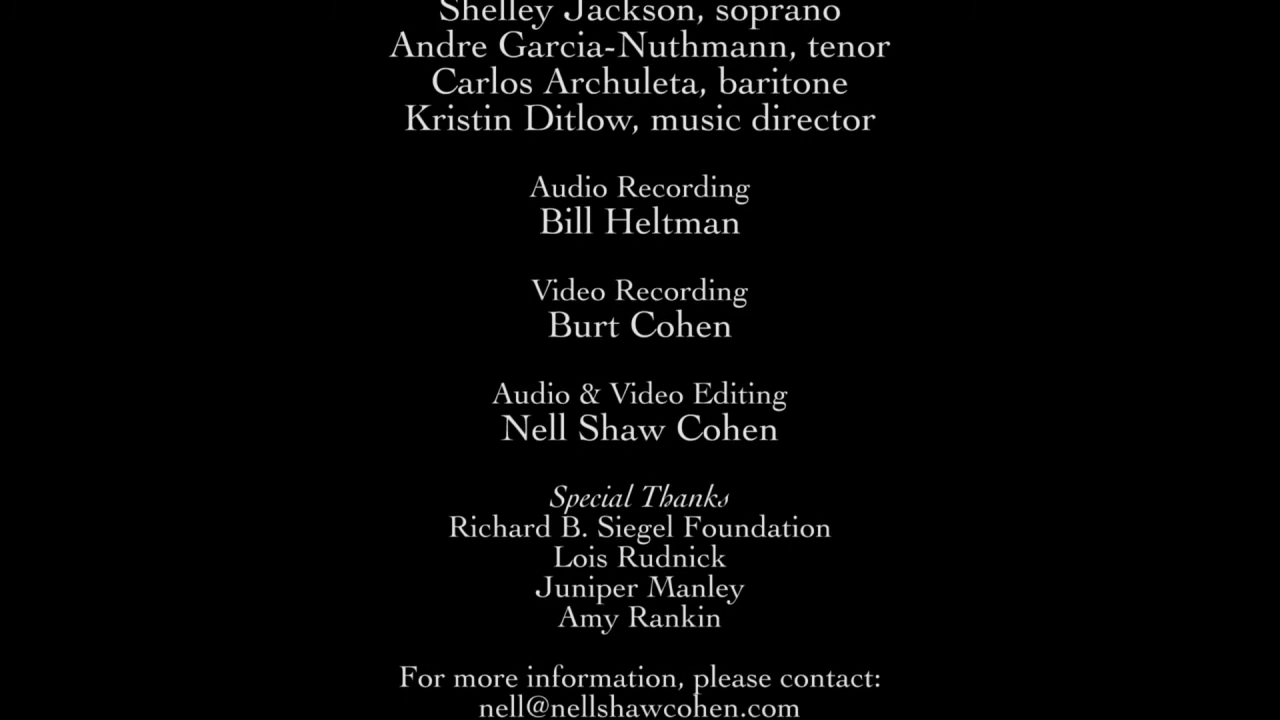 Shelley Jackson, soprano
Andre Garcia-Nuthmann, tenor
Carlos Archuleta, baritone
Kristin Ditlow, music director
Audio Recording
Bill Heltman
Video Recording
Burt Cohen
Audio & Video Editing
Nell Shaw Cohen
Special Thanks
Richard B. Siegel Foundation
Lois Rudnick
Juniper Manley
Amy Rankin
For more information, please contact:
nell@nellshawcohen.com